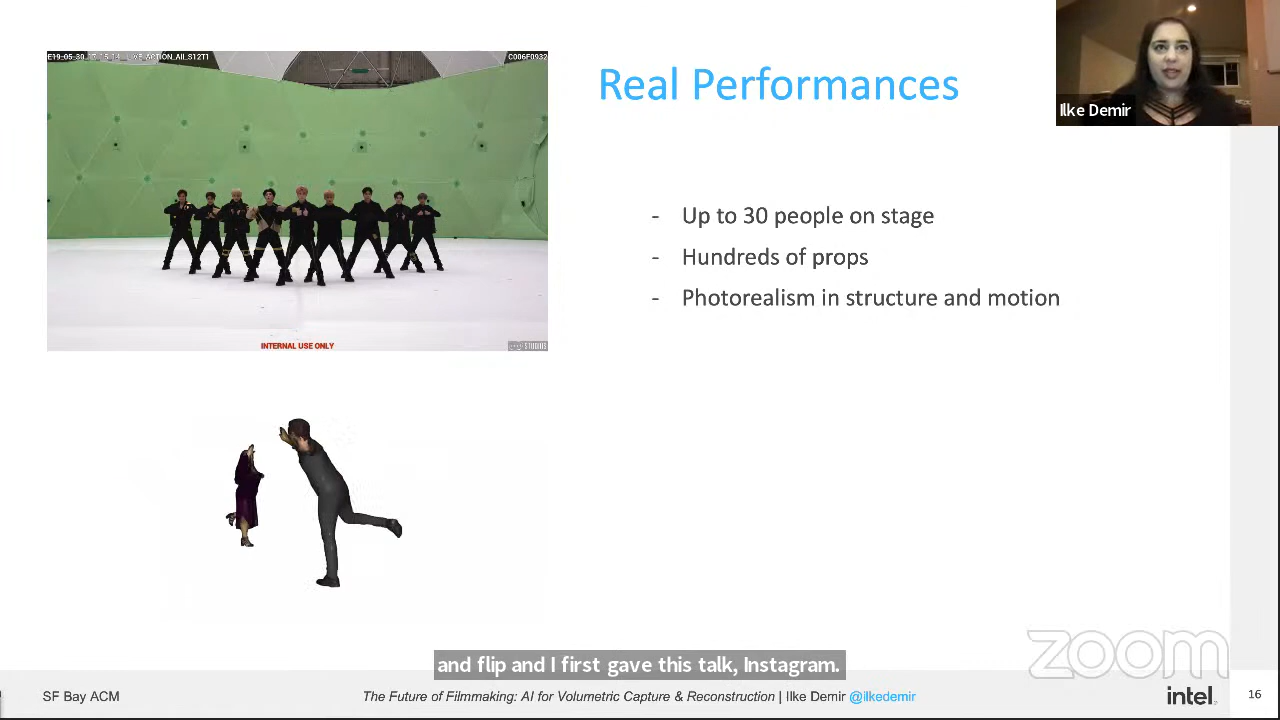 C006F0932
Real Performances
Ilke Demir
- Up to 30 people on stage
- Hundreds of props
- Photorealism in structure and motion
INTERNAL USE ONLY
STUDIOS
zoom
and flip and I first gave this talk, Instagram.
SF Bay ACM
The Future of Filmmaking: AI for Volumetric Capture & Reconstruction | Ilke Demir @ilkedemir
intel.
16